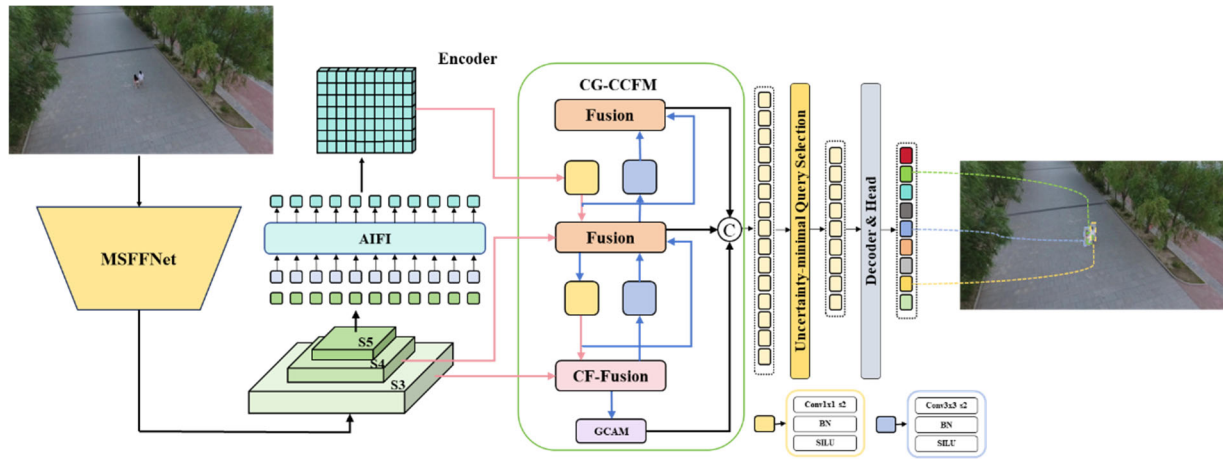 Encoder
CG-CCFM
Fusion
MSFFNet
AIFI
Fusion
C
Uncertainty-minimal Query Selection
Decoder & Head
S5
S4
S3
CF-Fusion
GCAM
Conv1x1 s2
BN
SILU
Conv3x3 s2
BN
SILU